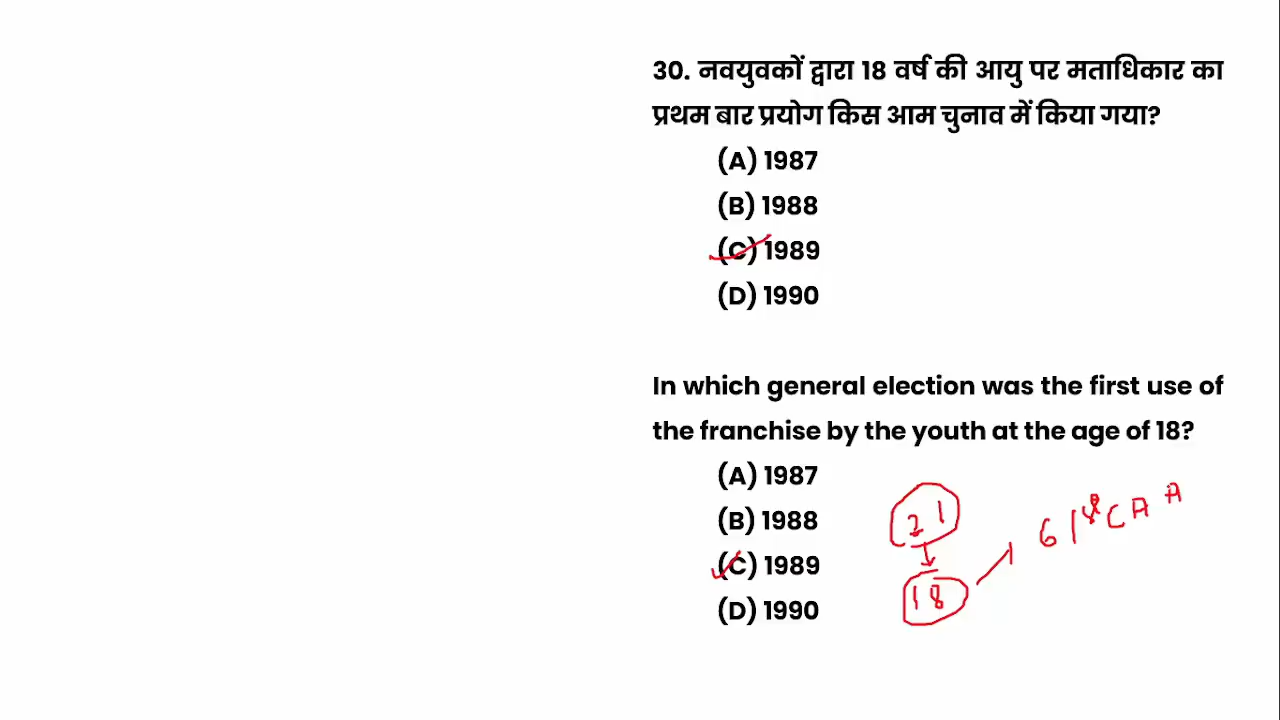 30. नवयुवकों द्वारा 18 वर्ष की आयु पर मताधिकार का
प्रथम बार प्रयोग किस आम चुनाव में किया गया?
(A) 1987
(B) 1988
(C) 1989
(D) 1990
In which general election was the first use of
the franchise by the youth at the age of 18?
(A) 1987
(B) 1988
(C) 1989
(D) 1990
21
18
61 CAA